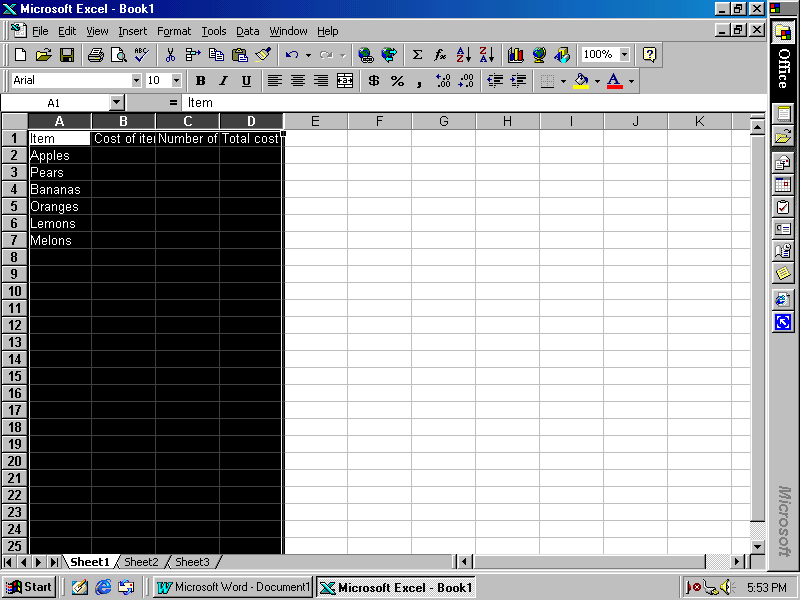 Microsoft Excel - Book1
File Edit View Insert Format Tools Data Window Help
100%
Arial 10 B I U $ % ,
A1 = Item
A B C D E F G H I J K
1 Item Cost of iter Number of Total cost
2 Apples
3 Pears
4 Bananas
5 Oranges
6 Lemons
7 Melons
8
9
10
11
12
13
14
15
16
17
18
19
20
21
22
23
24
25
Sheet1 Sheet2 Sheet3
Start Microsoft Word - Document1 Microsoft Excel - Book1 5:53 PM
Office
Microsoft